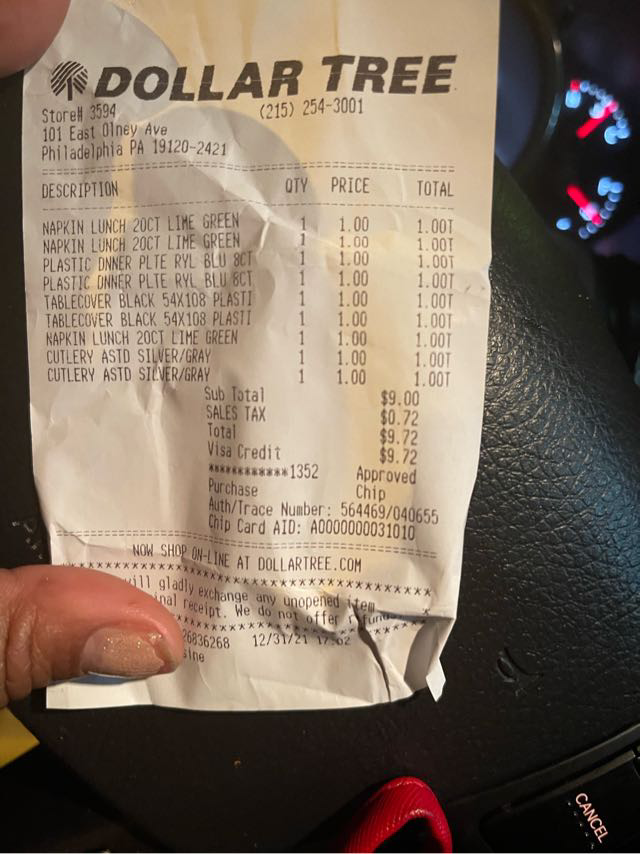 DOLLAR TREE
Store# 3594 (215) 254-3001
101 East Olney Ave
Philadelphia PA 19120-2421
DESCRIPTION QTY PRICE TOTAL
NAPKIN LUNCH 20CT LIME GREEN 1 1.00 1.00T
NAPKIN LUNCH 20CT LIME GREEN 1 1.00 1.00T
PLASTIC DNNER PLTE RYL BLU 8CT 1 1.00 1.00T
PLASTIC DNNER PLTE RYL BLU 8CT 1 1.00 1.00T
TABLECOVER BLACK 54X108 PLASTI 1 1.00 1.00T
TABLECOVER BLACK 54X108 PLASTI 1 1.00 1.00T
NAPKIN LUNCH 20CT LIME GREEN 1 1.00 1.00T
CUTLERY ASTD SILVER/GRAY 1 1.00 1.00T
CUTLERY ASTD SILVER/GRAY 1 1.00 1.00T
Sub Total $9.00
SALES TAX $0.72
Total $9.72
Visa Credit $9.72
************1352 Approved
Purchase Chip
Auth/Trace Number: 564469/040655
Chip Card AID: A0000000031010
NOW SHOP ON-LINE AT DOLLARTREE.COM
will gladly exchange any unopened item
inal receipt. We do not offer refunds
26836268 12/31/21 17:02
CANCEL